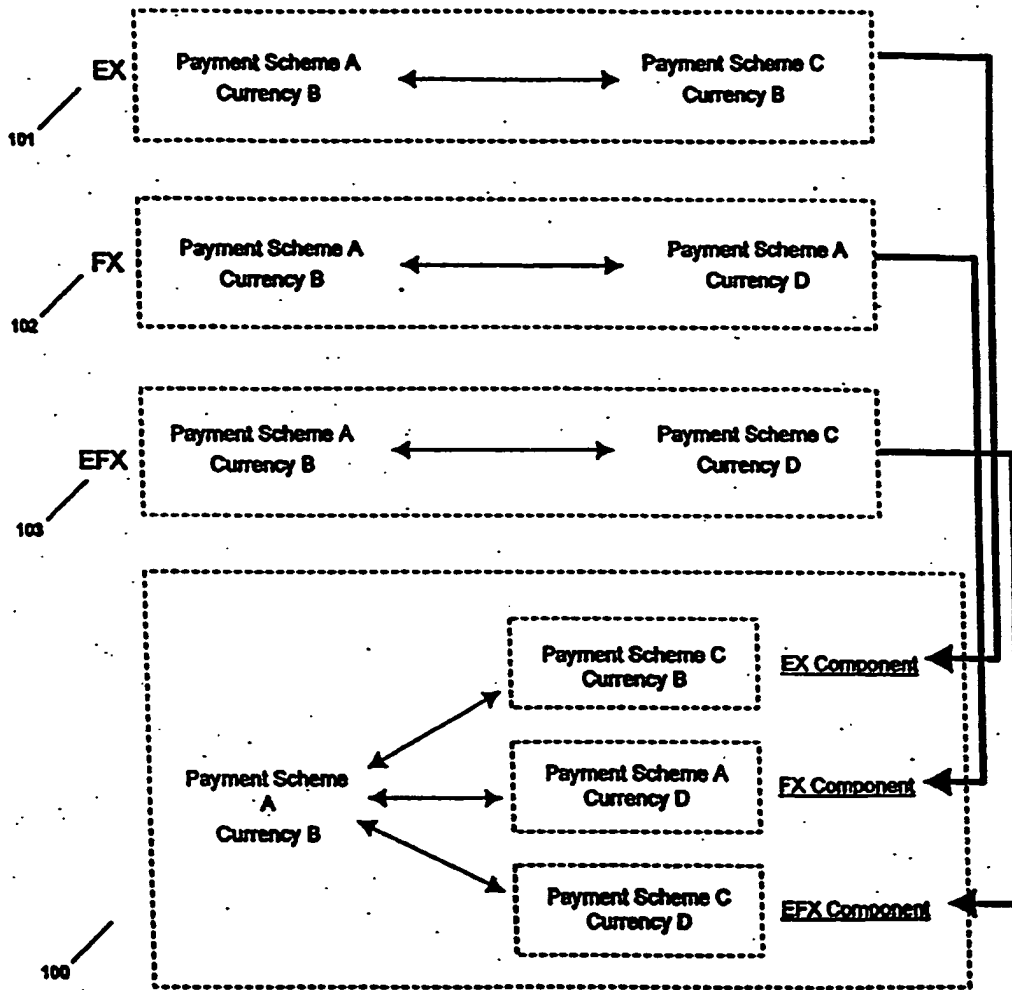 EX
Payment Scheme A
Currency B
Payment Scheme C
Currency B
101
FX
Payment Scheme A
Currency B
Payment Scheme A
Currency D
102
EFX
Payment Scheme A
Currency B
Payment Scheme C
Currency D
103
Payment Scheme C
Currency B
EX Component
Payment Scheme
A
Currency B
Payment Scheme A
Currency D
FX Component
Payment Scheme C
Currency D
EFX Component
100